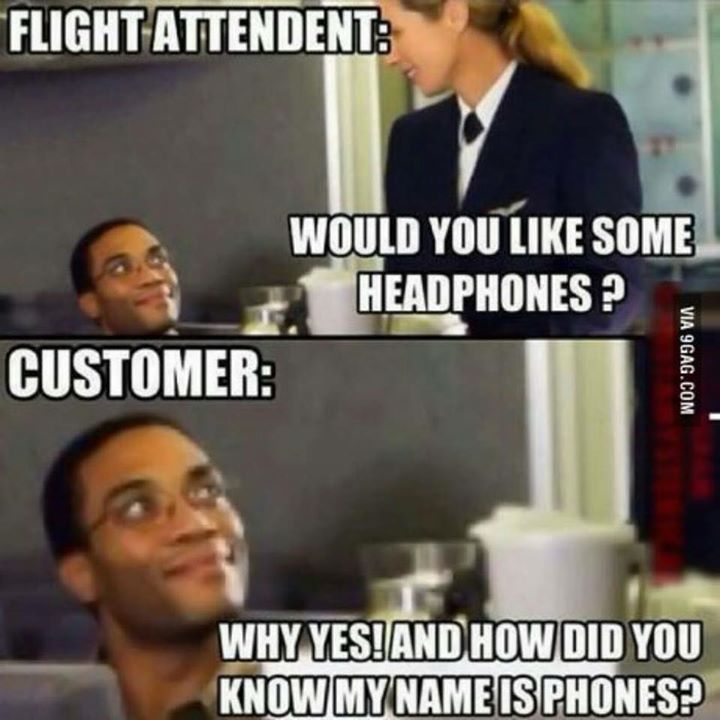 FLIGHT ATTENDENT:
WOULD YOU LIKE SOME
HEADPHONES ?
VIA 9GAG.COM
CUSTOMER:
WHY YES! AND HOW DID YOU
KNOW MY NAME IS PHONES?